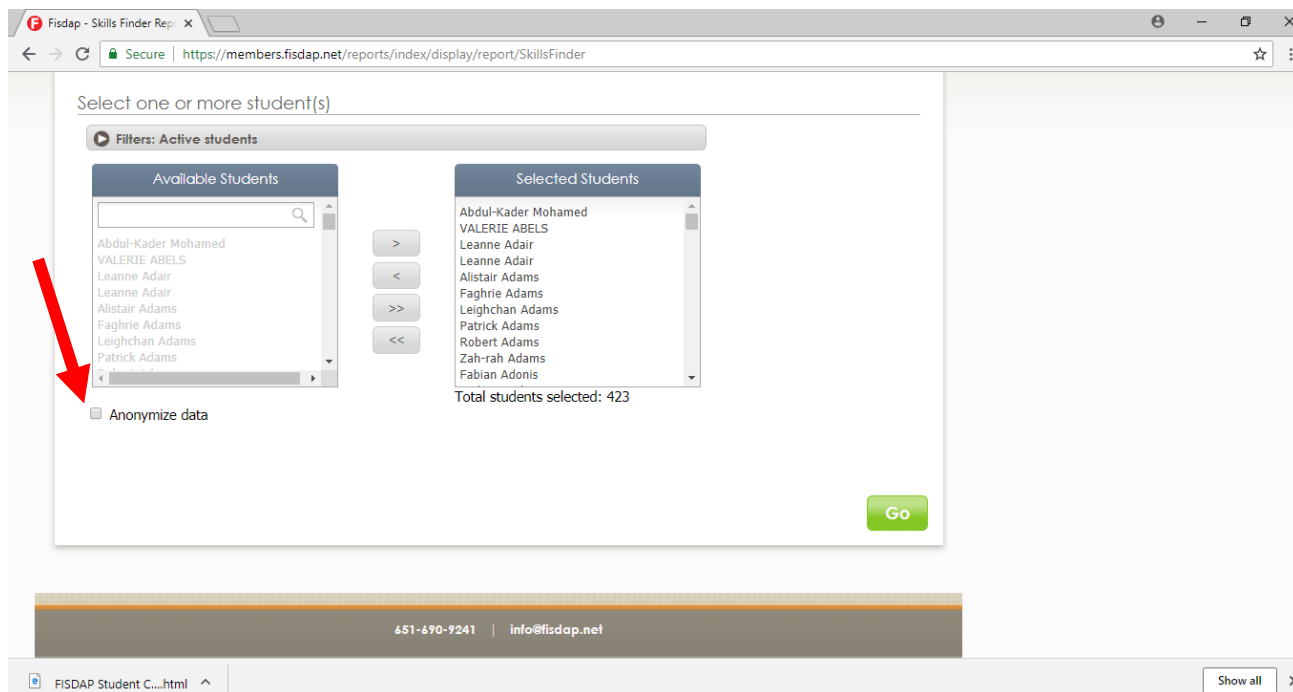 Fisdap - Skills Finder Rep
Secure | https://members.fisdap.net/reports/index/display/report/SkillsFinder
Select one or more student(s)
Filters: Active students
Available Students
Abdul-Kader Mohamed
VALERIE ABELS
Leanne Adair
Leanne Adair
Alistair Adams
Faghrie Adams
Leighchan Adams
Patrick Adams
>
<
>>
<<
Selected Students
Abdul-Kader Mohamed
VALERIE ABELS
Leanne Adair
Leanne Adair
Alistair Adams
Faghrie Adams
Leighchan Adams
Patrick Adams
Robert Adams
Zah-rah Adams
Fabian Adonis
Total students selected: 423
Anonymize data
Go
651-690-9241 | info@fisdap.net
FISDAP Student C....html
Show all